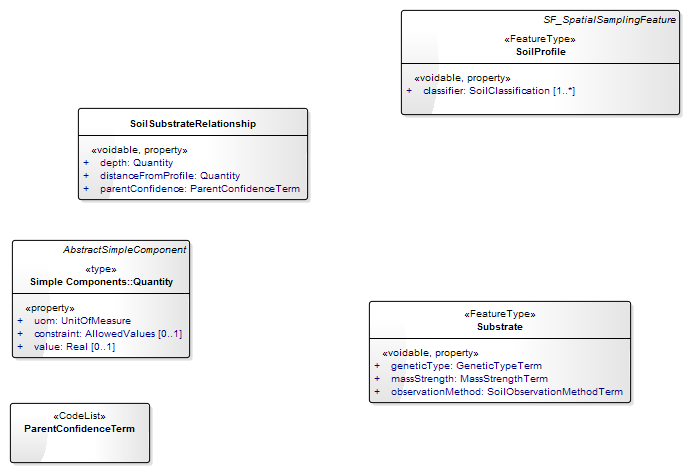 SF_SpatialSamplingFeature
«FeatureType»
SoilProfile
«voidable, property»
+ classifier: SoilClassification [1..*]
SoilSubstrateRelationship
«voidable, property»
+ depth: Quantity
+ distanceFromProfile: Quantity
+ parentConfidence: ParentConfidenceTerm
AbstractSimpleComponent
«type»
Simple Components::Quantity
«property»
+ uom: UnitOfMeasure
+ constraint: AllowedValues [0..1]
+ value: Real [0..1]
«FeatureType»
Substrate
«voidable, property»
+ geneticType: GeneticTypeTerm
+ massStrength: MassStrengthTerm
+ observationMethod: SoilObservationMethodTerm
«CodeList»
ParentConfidenceTerm